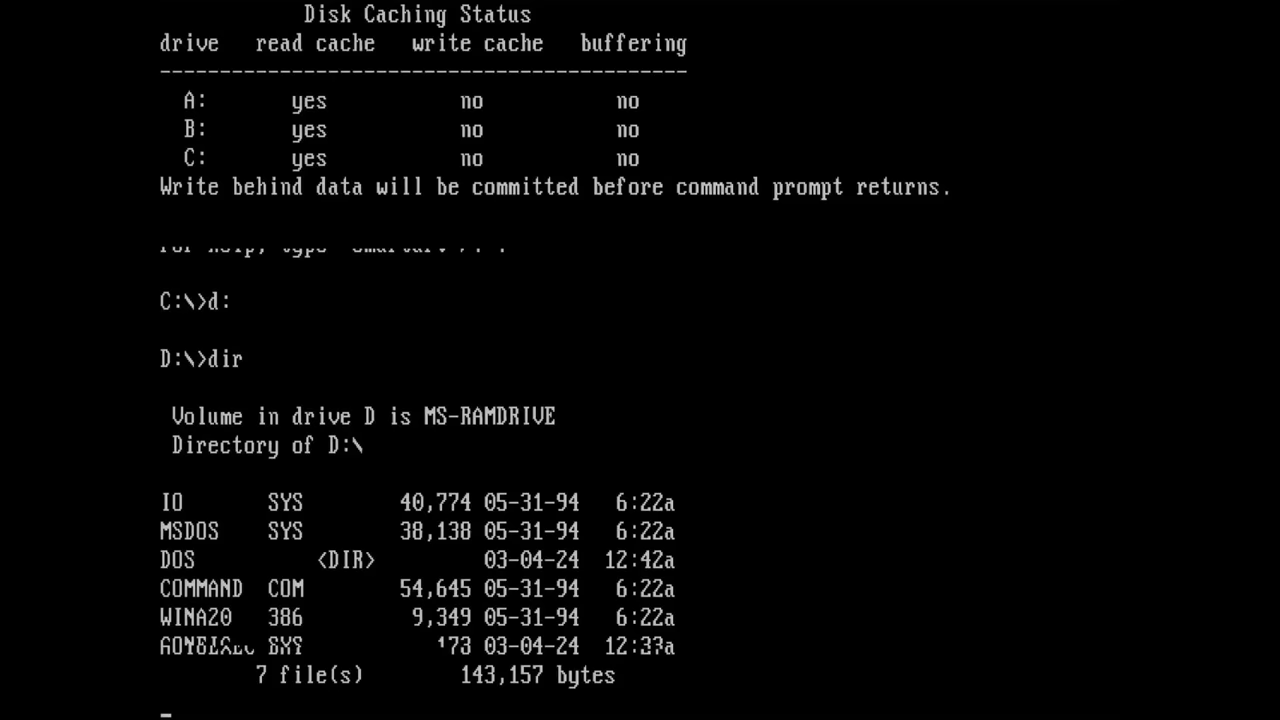 Disk Caching Status
drive   read cache   write cache   buffering
--------------------------------------------
A:       yes           no           no
B:       yes           no           no
C:       yes           no           no
Write behind data will be committed before command prompt returns.
C:\>d:
D:\>dir
Volume in drive D is MS-RAMDRIVE
Directory of D:\
IO       SYS        40,774 05-31-94   6:22a
MSDOS    SYS        38,138 05-31-94   6:22a
DOS          <DIR>         03-04-24  12:42a
COMMAND  COM        54,645 05-31-94   6:22a
WINA20   386         9,349 05-31-94   6:22a
03-04-24
7 file(s)        143,157 bytes